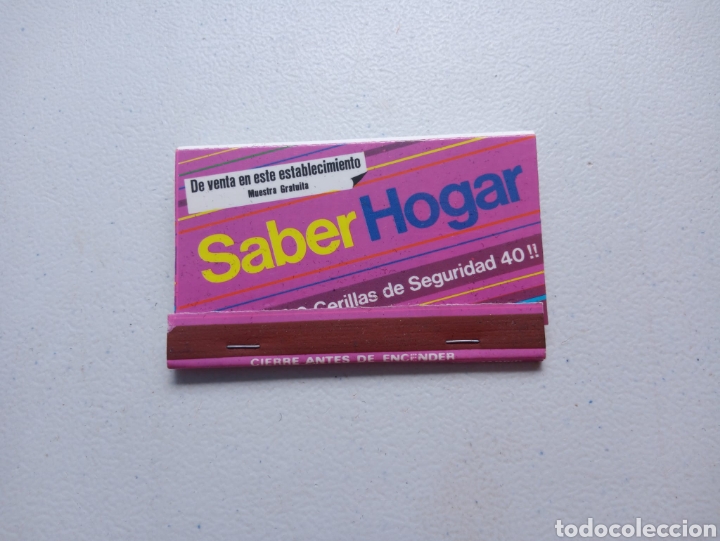 De venta en este establecimiento
Muestra Gratuita
Saber Hogar
Cerillas de Seguridad 40 !!
CIERRE ANTES DE ENCENDER
todocoleccion